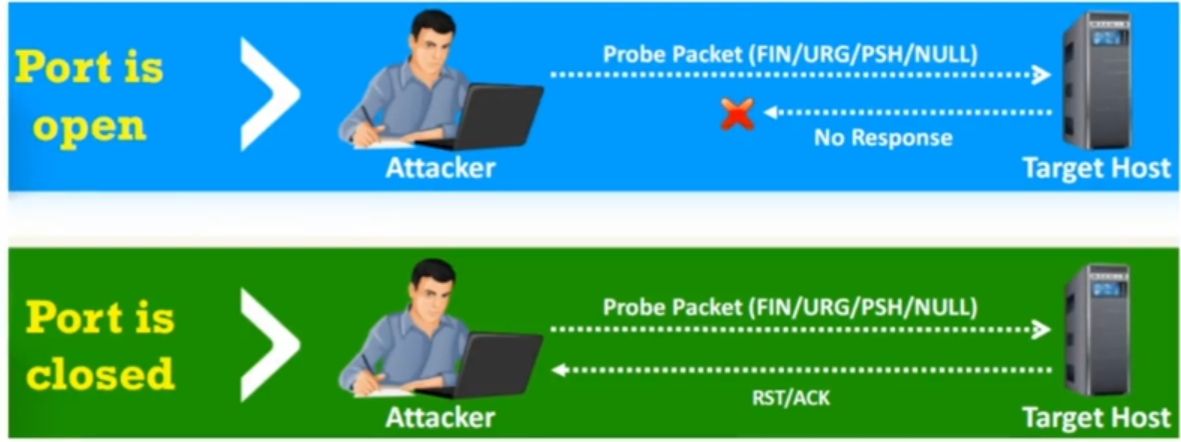 Port is
open
Attacker
Probe Packet (FIN/URG/PSH/NULL)
No Response
Target Host
Port is
closed
Attacker
Probe Packet (FIN/URG/PSH/NULL)
RST/ACK
Target Host